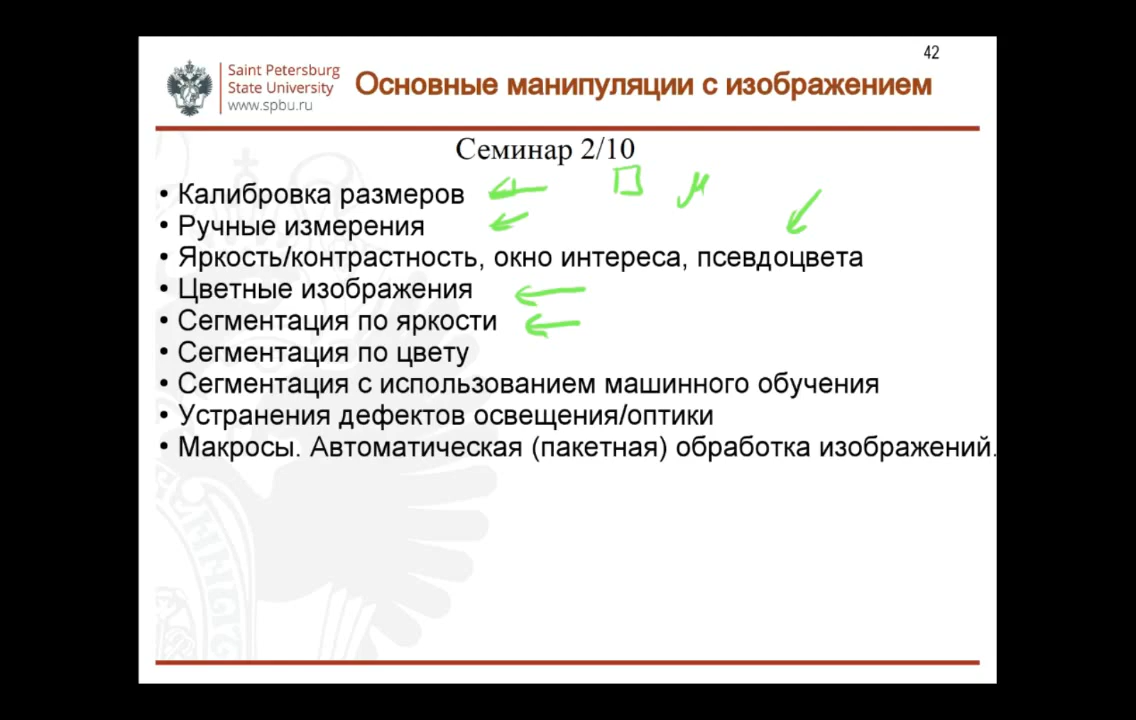 42
Saint Petersburg
State University
www.spbu.ru
Основные манипуляции с изображением
Семинар 2/10
• Калибровка размеров
• Ручные измерения
• Яркость/контрастность, окно интереса, псевдоцвета
• Цветные изображения
• Сегментация по яркости
• Сегментация по цвету
• Сегментация с использованием машинного обучения
• Устранения дефектов освещения/оптики
• Макросы. Автоматическая (пакетная) обработка изображений.